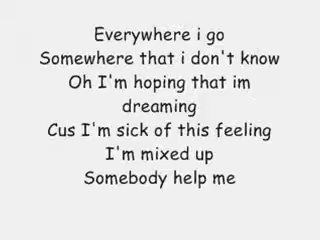 Everywhere i go
Somewhere that i don't know
Oh I'm hoping that im
dreaming
Cus I'm sick of this feeling
I'm mixed up
Somebody help me